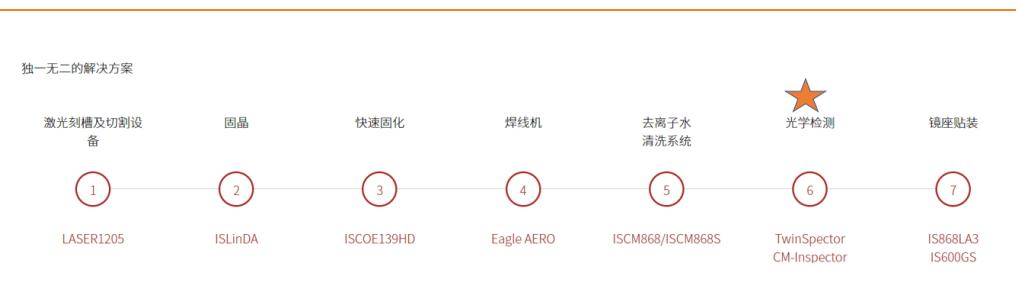 独一无二的解决方案
激光刻槽及切割设
备
固晶
快速固化
焊线机
去离子水
清洗系统
光学检测
镜座贴装
1
2
3
4
5
6
7
LASER1205
ISLinDA
ISCOE139HD
Eagle AERO
ISCM868/ISCM868S
TwinSpector
CM-Inspector
IS868LA3
IS600GS